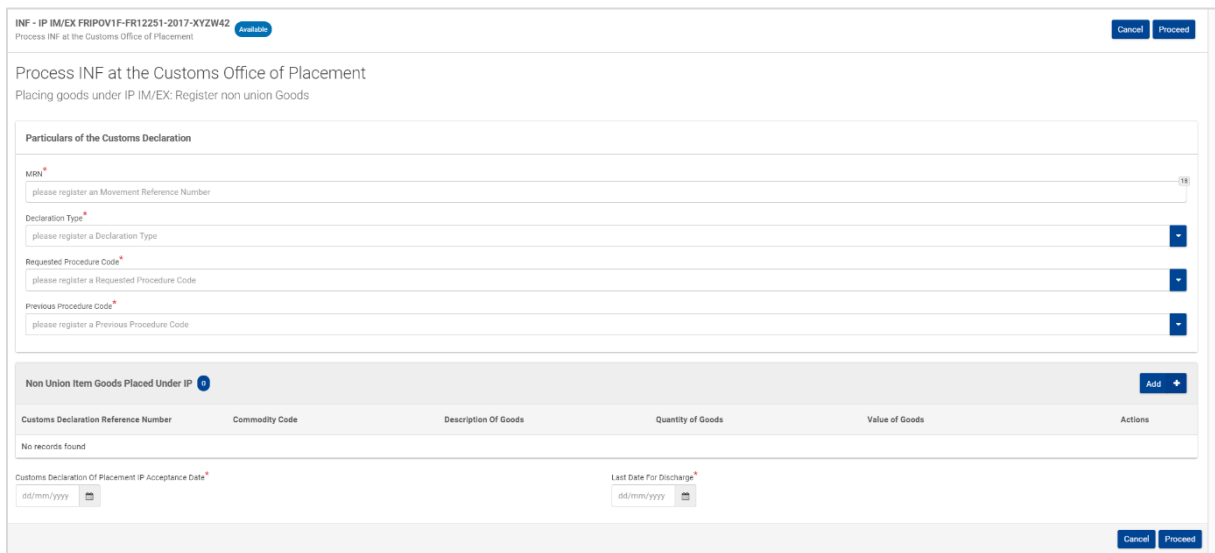 INF - IP IM/EX FRIPOV1F-FR12251-2017-XYZW42 Available
Process INF at the Customs Office of Placement
Cancel Proceed
Process INF at the Customs Office of Placement
Placing goods under IP IM/EX: Register non union Goods
Particulars of the Customs Declaration
MRN*
18
please register an Movement Reference Number
Declaration Type*
please register a Declaration Type
Requested Procedure Code*
please register a Requested Procedure Code
Previous Procedure Code*
please register a Previous Procedure Code
Non Union Item Goods Placed Under IP 0 Add +
Customs Declaration Reference Number Commodity Code Description Of Goods Quantity of Goods Value of Goods Actions
No records found
Customs Declaration Of Placement IP Acceptance Date* Last Date For Discharge*
dd/mm/yyyy dd/mm/yyyy
Cancel Proceed